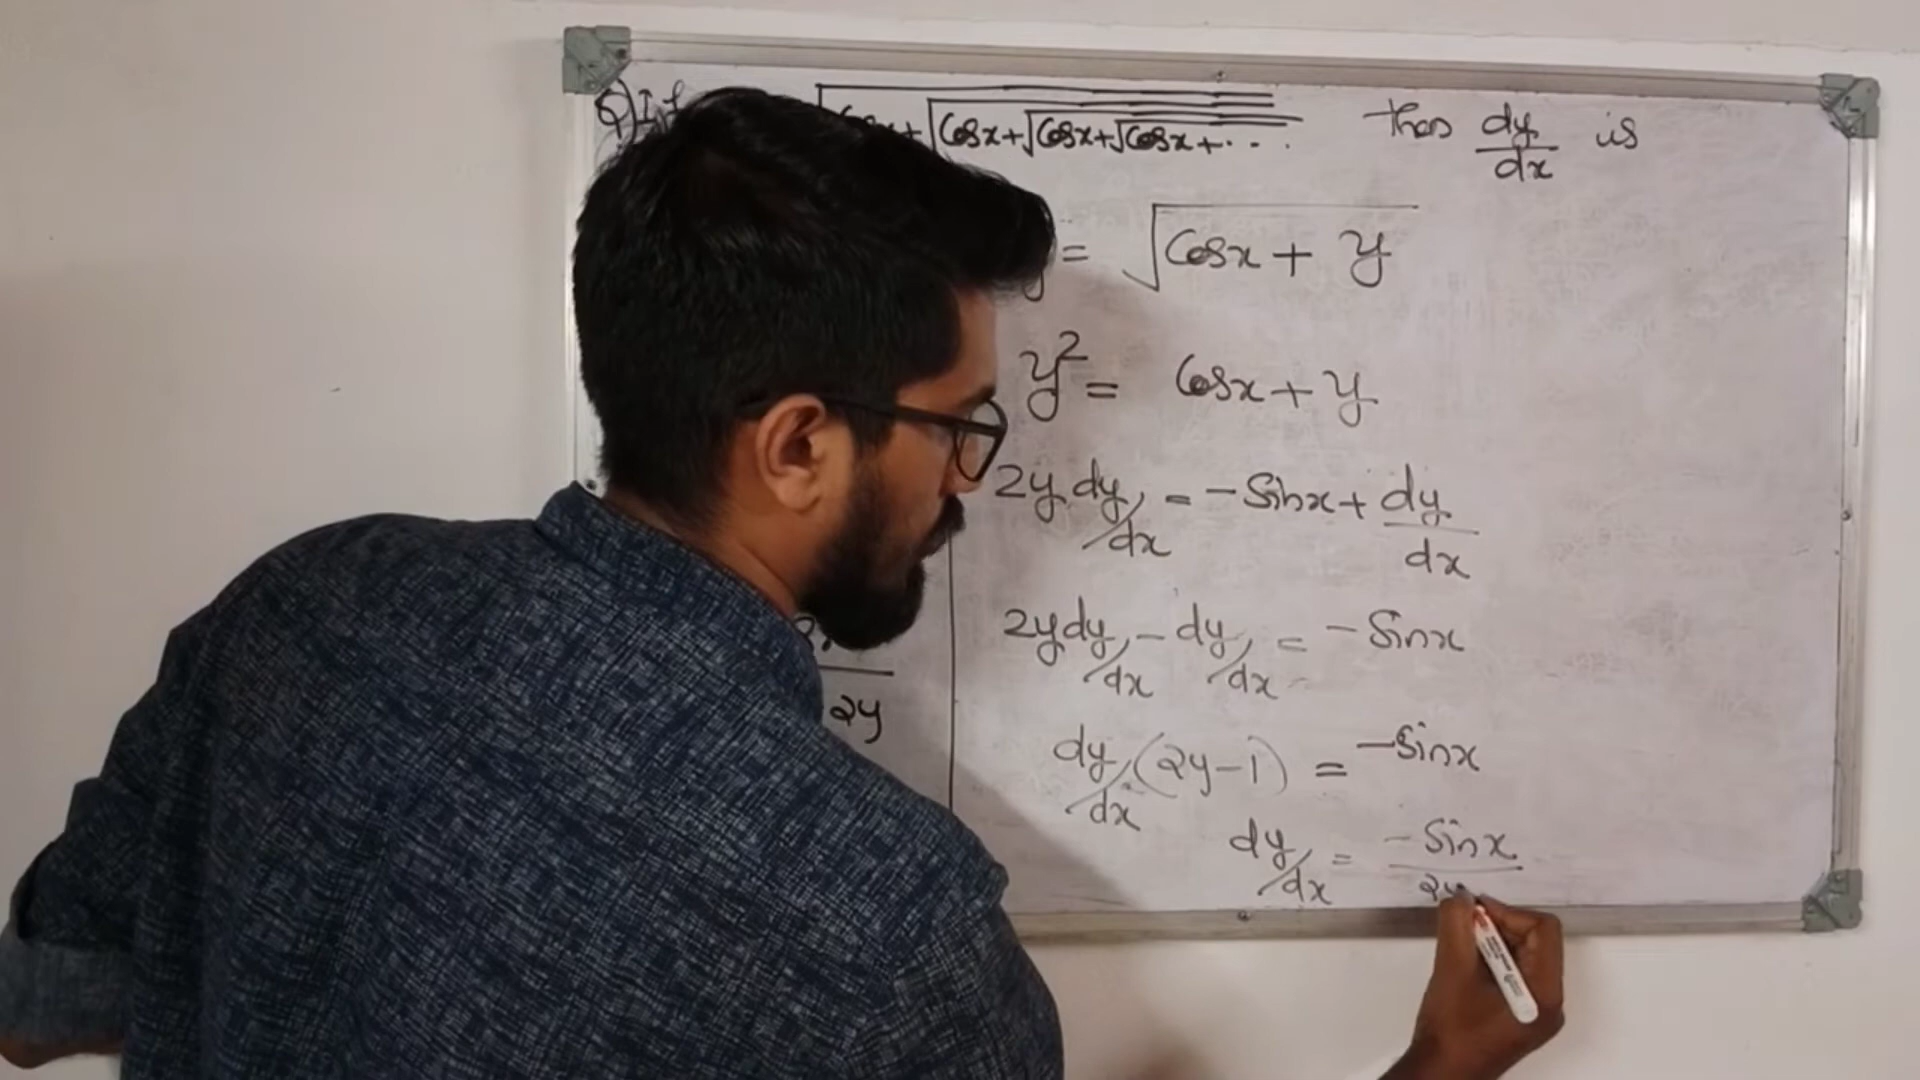 Q) If √(Cosx+√(Cosx+√(Cosx+√(Cosx+... then dy/dx is
y = √(Cosx + y)
y² = Cosx + y
2y dy/dx = -Sinx + dy/dx
2y dy/dx - dy/dx = -Sinx
2y
dy/dx (2y-1) = -Sinx
dy/dx = -Sinx/2y